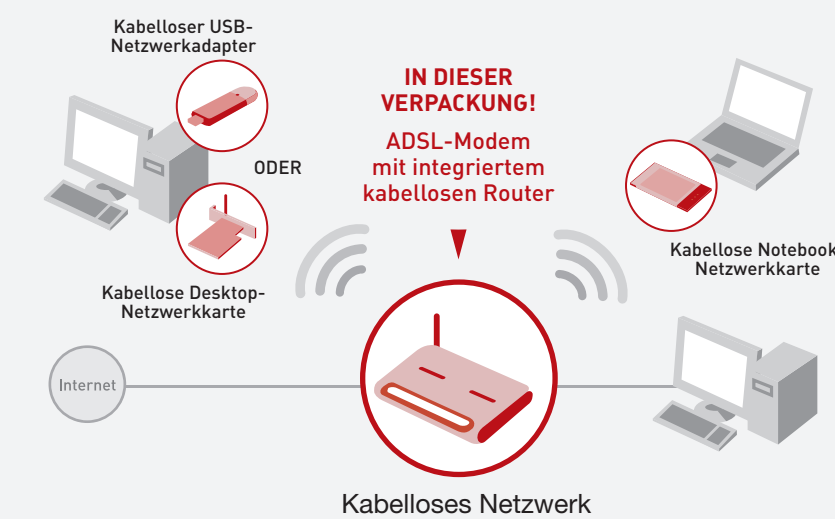 Kabelloser USB-
Netzwerkadapter
IN DIESER
VERPACKUNG!
ADSL-Modem
mit integriertem
kabellosen Router
ODER
Kabellose Notebook
Netzwerkkarte
Kabellose Desktop-
Netzwerkkarte
Internet
Kabelloses Netzwerk